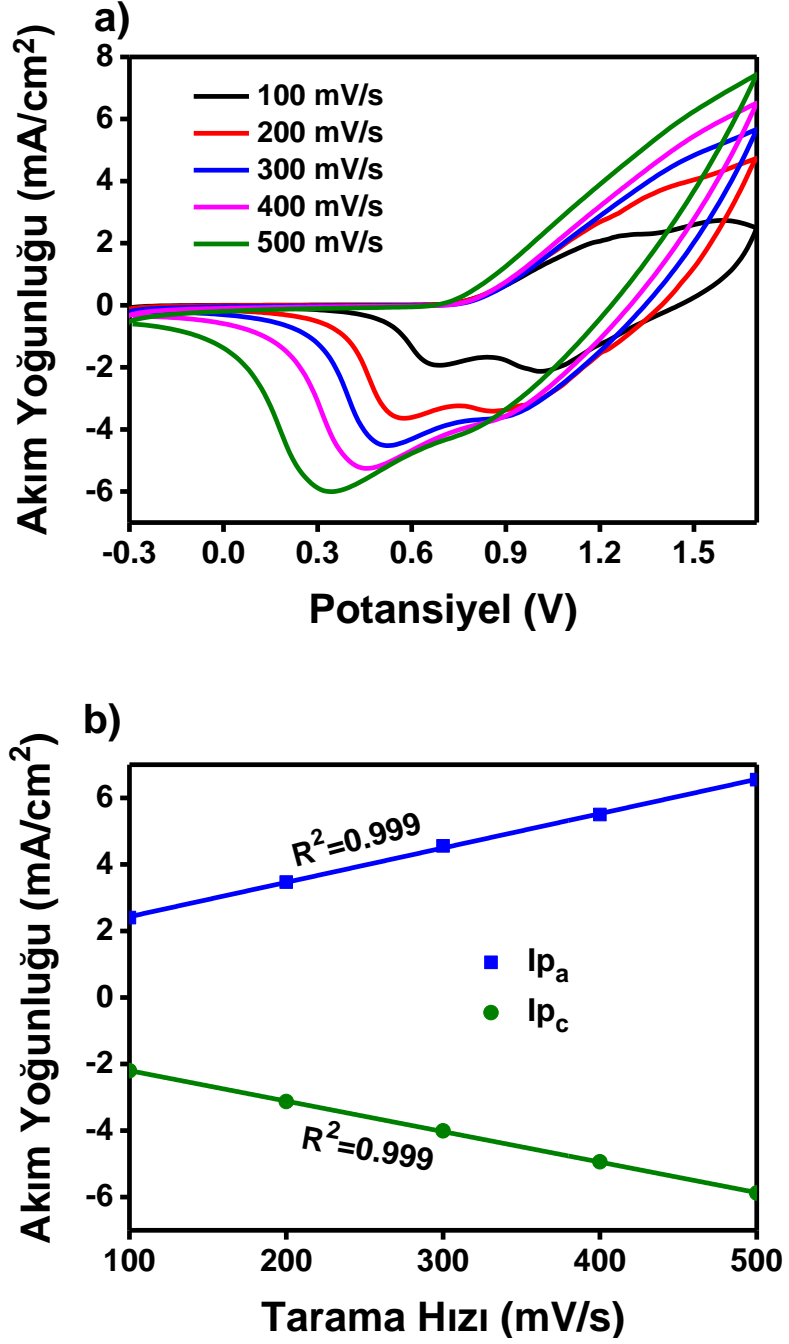 a)
Akım Yoğunluğu (mA/cm²)
8
6
4
2
0
-2
-4
-6
100 mV/s
200 mV/s
300 mV/s
400 mV/s
500 mV/s
-0.3 0.0 0.3 0.6 0.9 1.2 1.5
Potansiyel (V)
b)
Akım Yoğunluğu (mA/cm²)
6
4
2
0
-2
-4
-6
R²=0.999
Ipₐ
Ip꜀
R²=0.999
100 200 300 400 500
Tarama Hızı (mV/s)